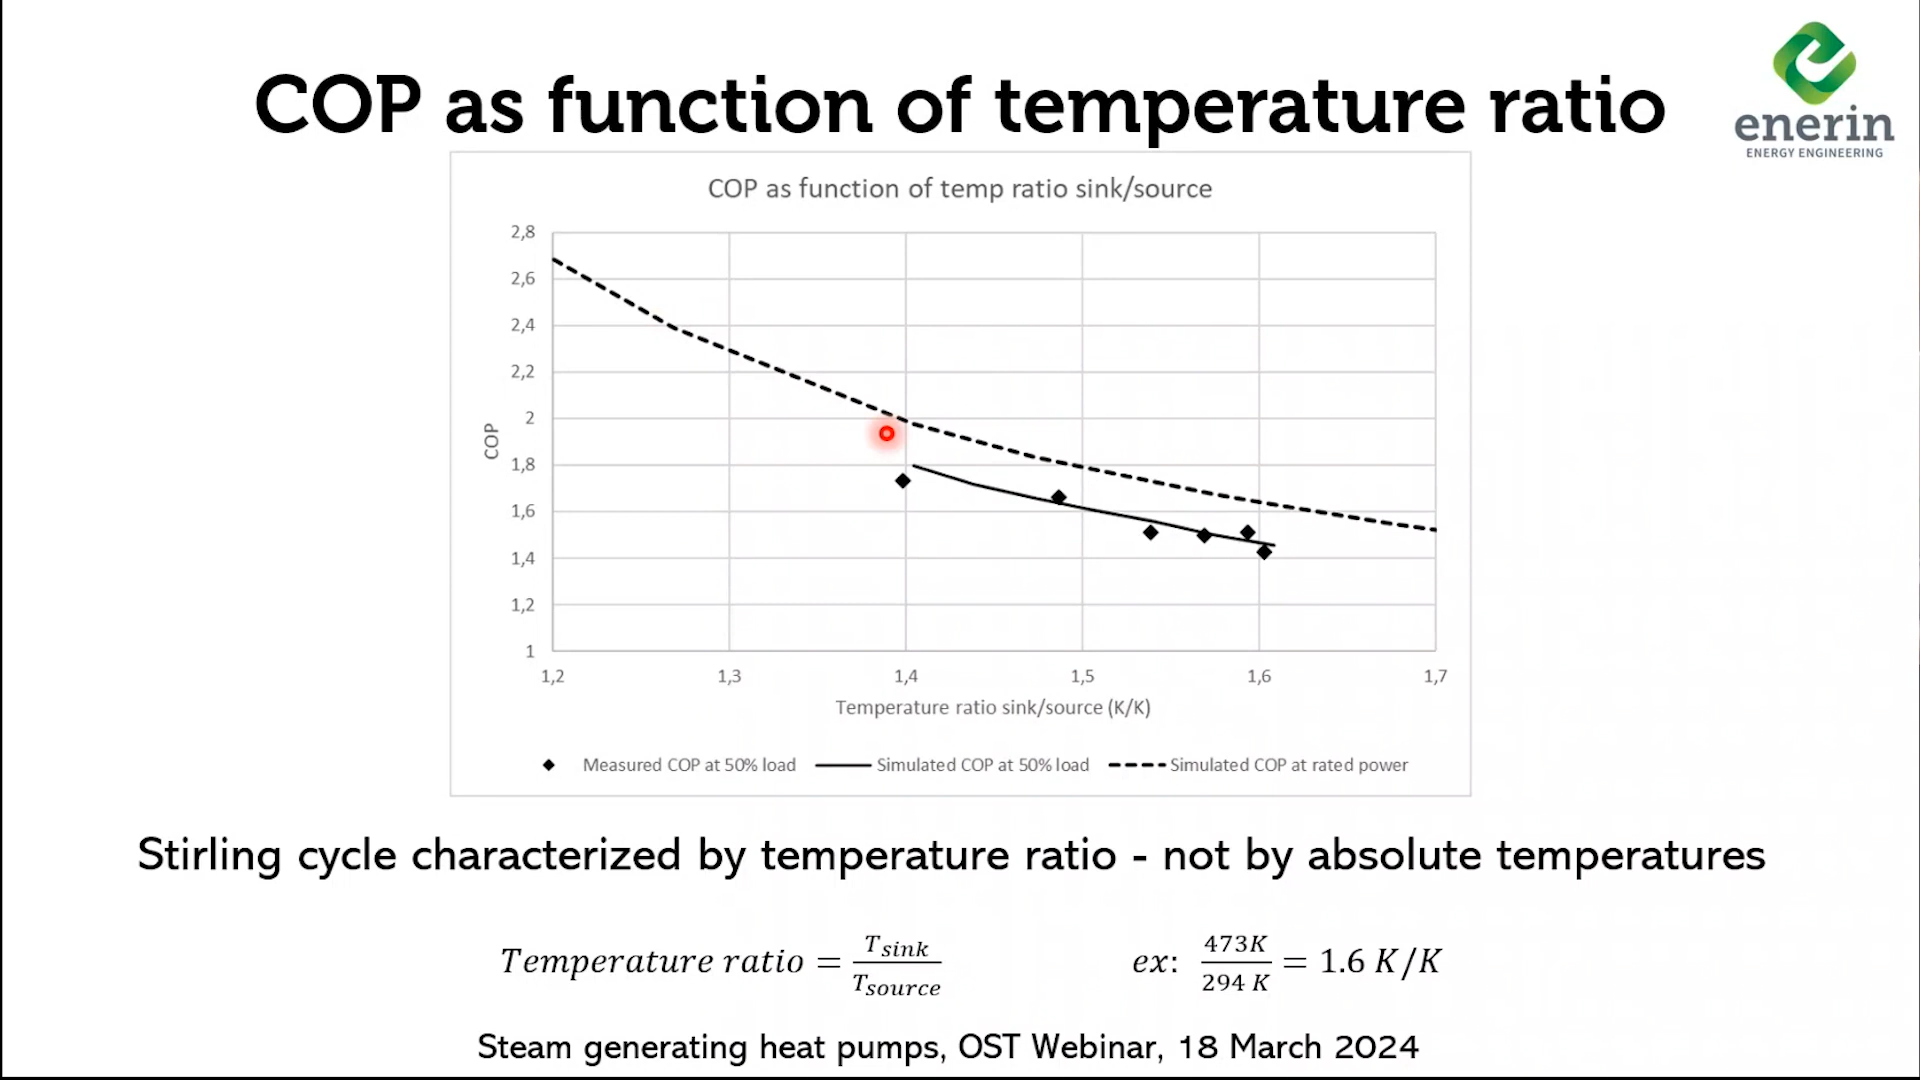 COP as function of temperature ratio
enerin
ENERGY ENGINEERING
COP as function of temp ratio sink/source
2,8
2,6
2,4
2,2
2
1,8
1,6
1,4
1,2
1
COP
1,2 1,3 1,4 1,5 1,6 1,7
Temperature ratio sink/source (K/K)
Measured COP at 50% load Simulated COP at 50% load Simulated COP at rated power
Stirling cycle characterized by temperature ratio - not by absolute temperatures
Temperature ratio = T_sink / T_source
ex: 473K / 294 K = 1.6 K/K
Steam generating heat pumps, OST Webinar, 18 March 2024